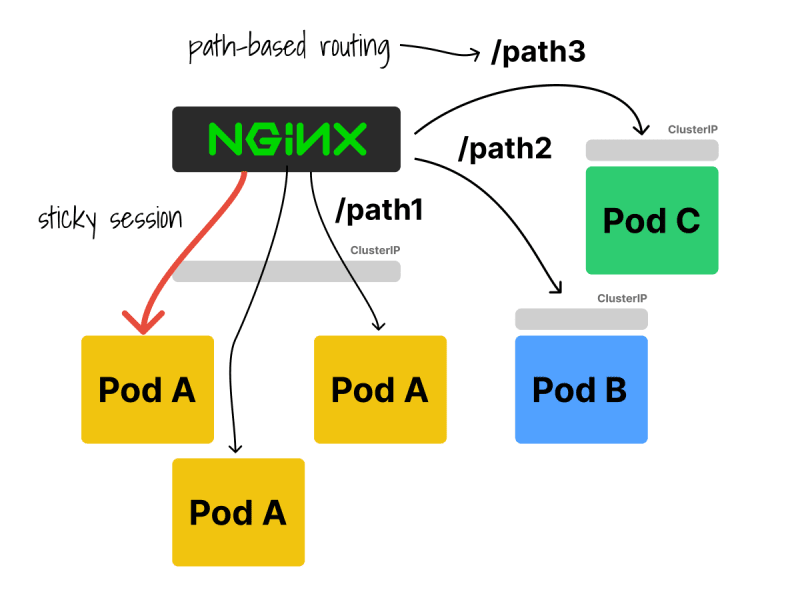 path-based routing
/path3
NGINX
ClusterIP
/path2
Pod C
/path1
sticky session
ClusterIP
ClusterIP
Pod A
Pod A
Pod B
Pod A